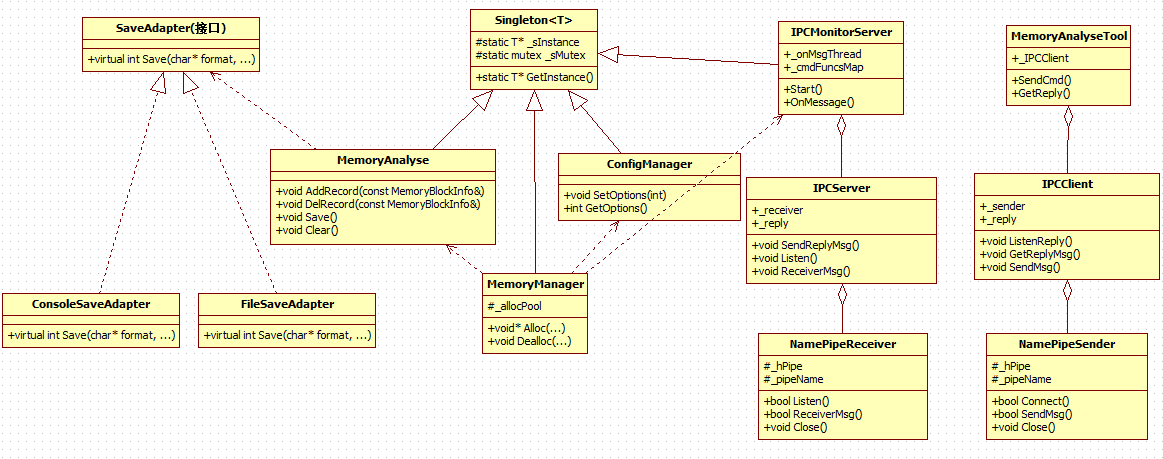 SaveAdapter(接口)
+virtual int Save(char* format, ...)
Singleton<T>
#static T* _sInstance
#static mutex _sMutex
+static T* GetInstance()
IPCMonitorServer
+_onMsgThread
+_cmdFuncsMap
+Start()
+OnMessage()
MemoryAnalyseTool
+_IPCClient
+SendCmd()
+GetReply()
MemoryAnalyse
+void AddRecord(const MemoryBlockInfo&)
+void DelRecord(const MemoryBlockInfo&)
+void Save()
+void Clear()
ConfigManager
+void SetOptions(int)
+int GetOptions()
IPCServer
+_receiver
+_reply
+void SendReplyMsg()
+void Listen()
+void ReceiverMsg()
IPCClient
+_sender
+_reply
+void ListenReply()
+void GetReplyMsg()
+void SendMsg()
ConsoleSaveAdapter
+virtual int Save(char* format, ...)
FileSaveAdapter
+virtual int Save(char* format, ...)
MemoryManager
#_allocPool
+void* Alloc(...)
+void Dealloc(...)
NamePipeReceiver
#_hPipe
#_pipeName
+bool Listen()
+bool ReceiverMsg()
+void Close()
NamePipeSender
#_hPipe
#_pipeName
+bool Connect()
+bool SendMsg()
+void Close()